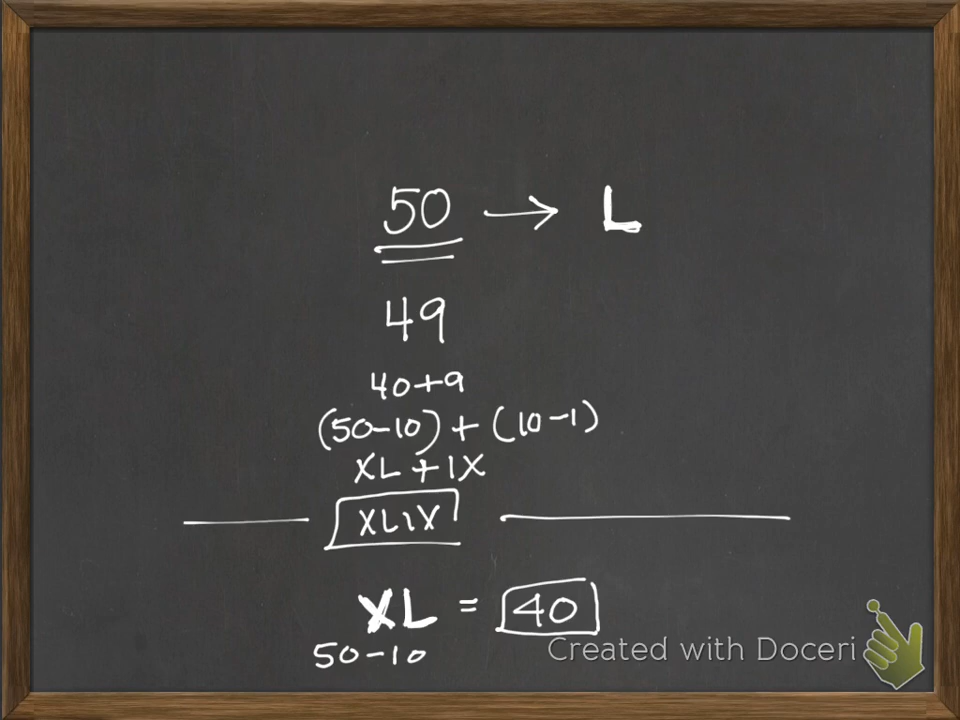 50 → L
49
40+9
(50-10) + (10-1)
XL + IX
XLIX
XL = 40
50-10
Created with Doceri